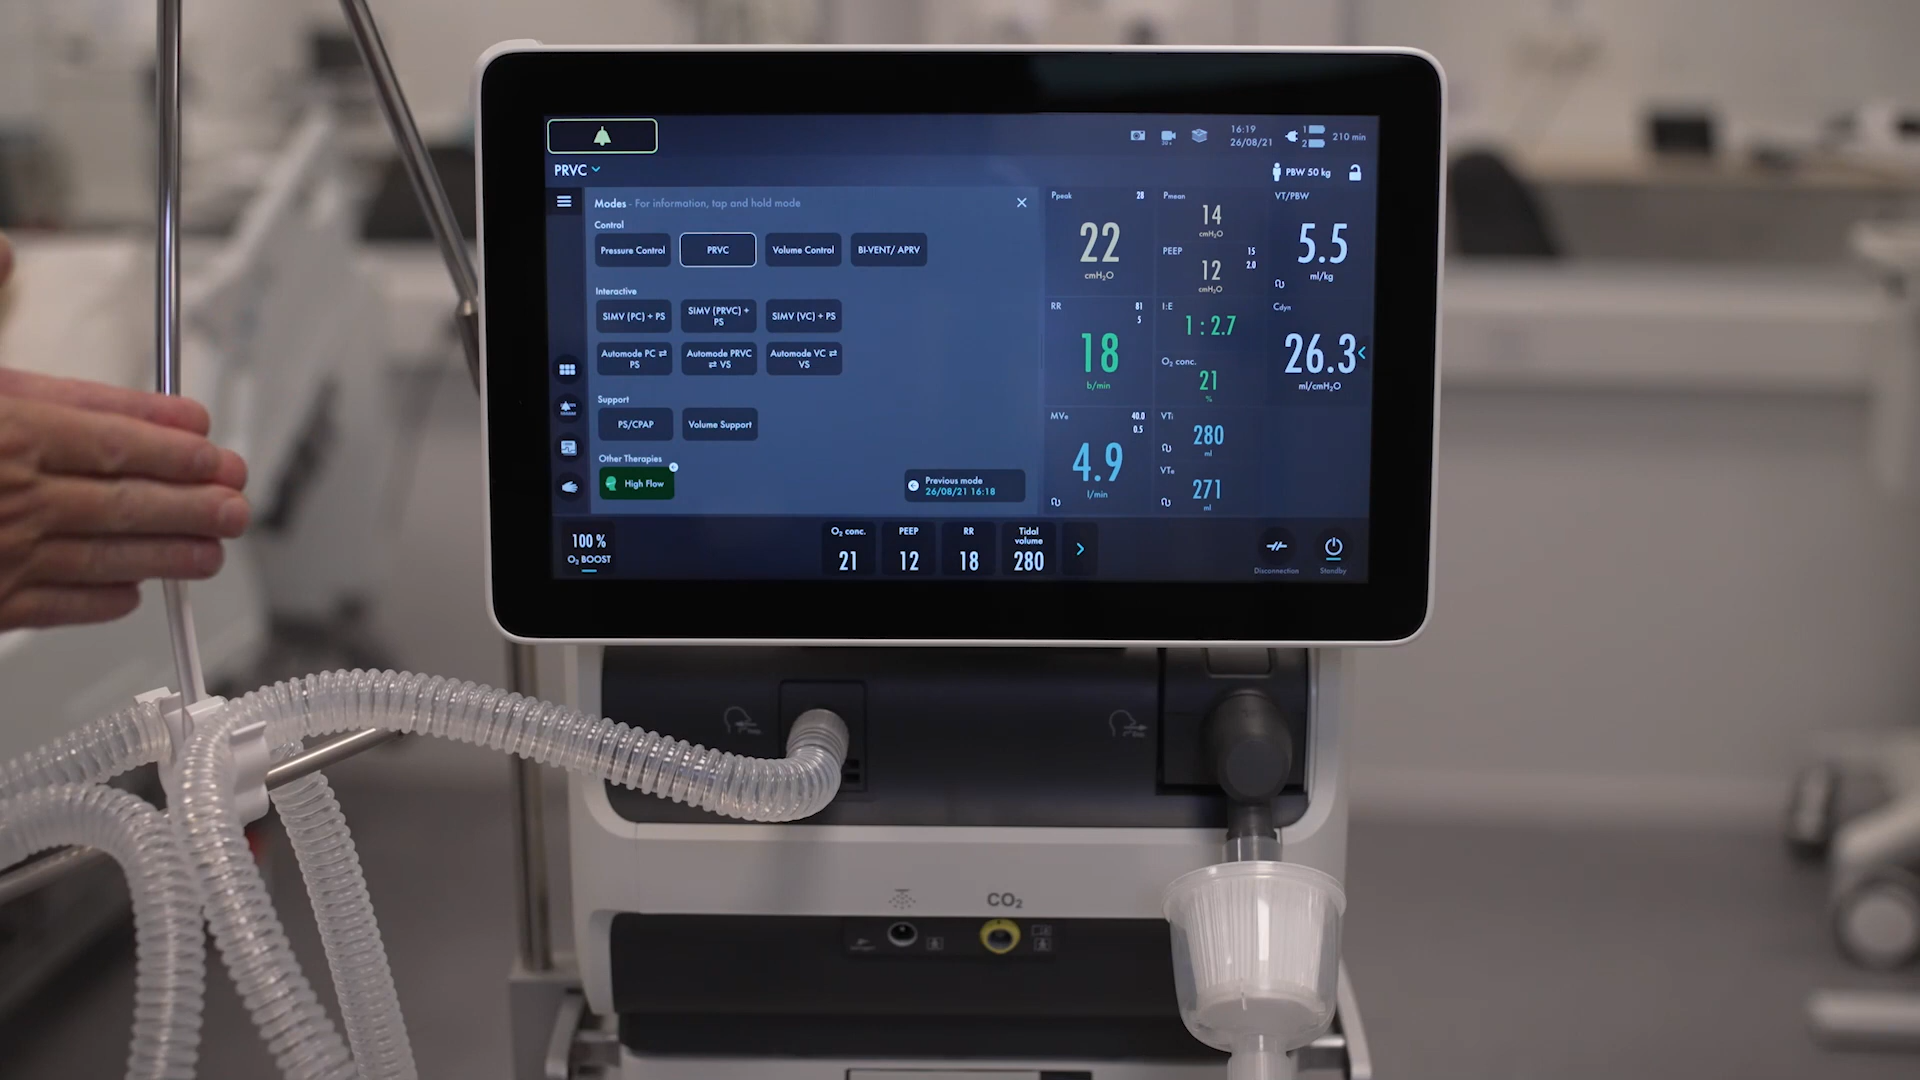 16:19
26/08/21
1
2
210 min
PRVC
PBW 50 kg
Modes - For information, tap and hold mode
Control
Pressure Control
PRVC
Volume Control
BI-VENT/ APRV
Interactive
SIMV (PC) + PS
SIMV (PRVC) +
PS
SIMV (VC) + PS
Automode PC ⇄
PS
Automode PRVC
⇄ VS
Automode VC ⇄
VS
Support
PS/CPAP
Volume Support
Other Therapies
High Flow
Previous mode
26/08/21 16:18
Ppeak 28
22
cmH₂O
Pmean
14
cmH₂O
PEEP 15
2.0
12
cmH₂O
VT/PBW
5.5
ml/kg
RR 81
5
18
b/min
I:E
1 : 2.7
O₂ conc.
21
%
Cdyn
26.3
ml/cmH₂O
MVe 40.0
0.5
4.9
l/min
VTi
280
ml
VTe
271
ml
100 %
O₂ BOOST
O₂ conc.
21
PEEP
12
RR
18
Tidal
volume
280
Disconnection
Standby
CO₂